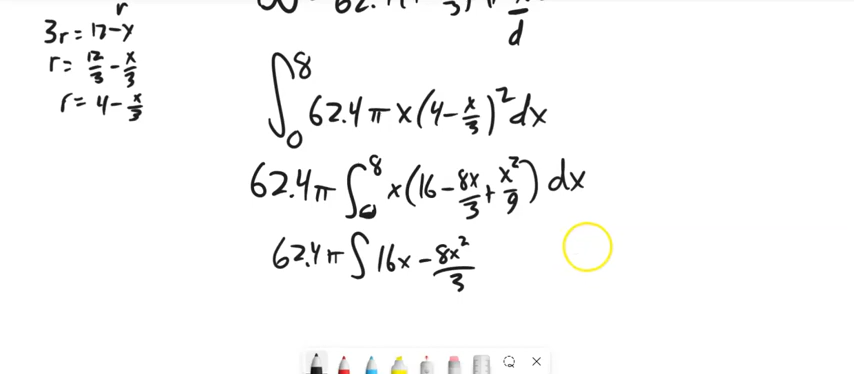 r
3r = 12 - x
r = 12/3 - x/3
r = 4 - x/3
d
∫₀⁸ 62.4π x(4 - x/3)² dx
62.4π ∫₀⁸ x(16 - 8x/3 + x²/9) dx
62.4π ∫ 16x - 8x²/3